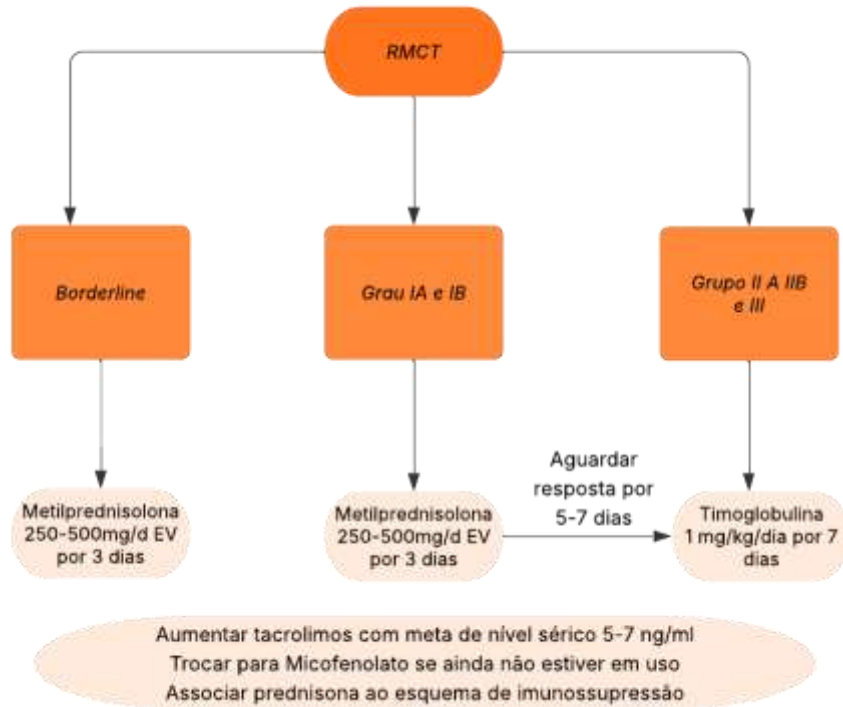 RMCT
Borderline
Grau IA e IB
Grupo II A IIB
e III
Aguardar
resposta por
5-7 dias
Metilprednisolona
250-500mg/d EV
por 3 dias
Metilprednisolona
250-500mg/d EV
por 3 dias
Timoglobulina
1 mg/kg/dia por 7
dias
Aumentar tacrolimos com meta de nível sérico 5-7 ng/ml
Trocar para Micofenolato se ainda não estiver em uso
Associar prednisona ao esquema de imunossupressão